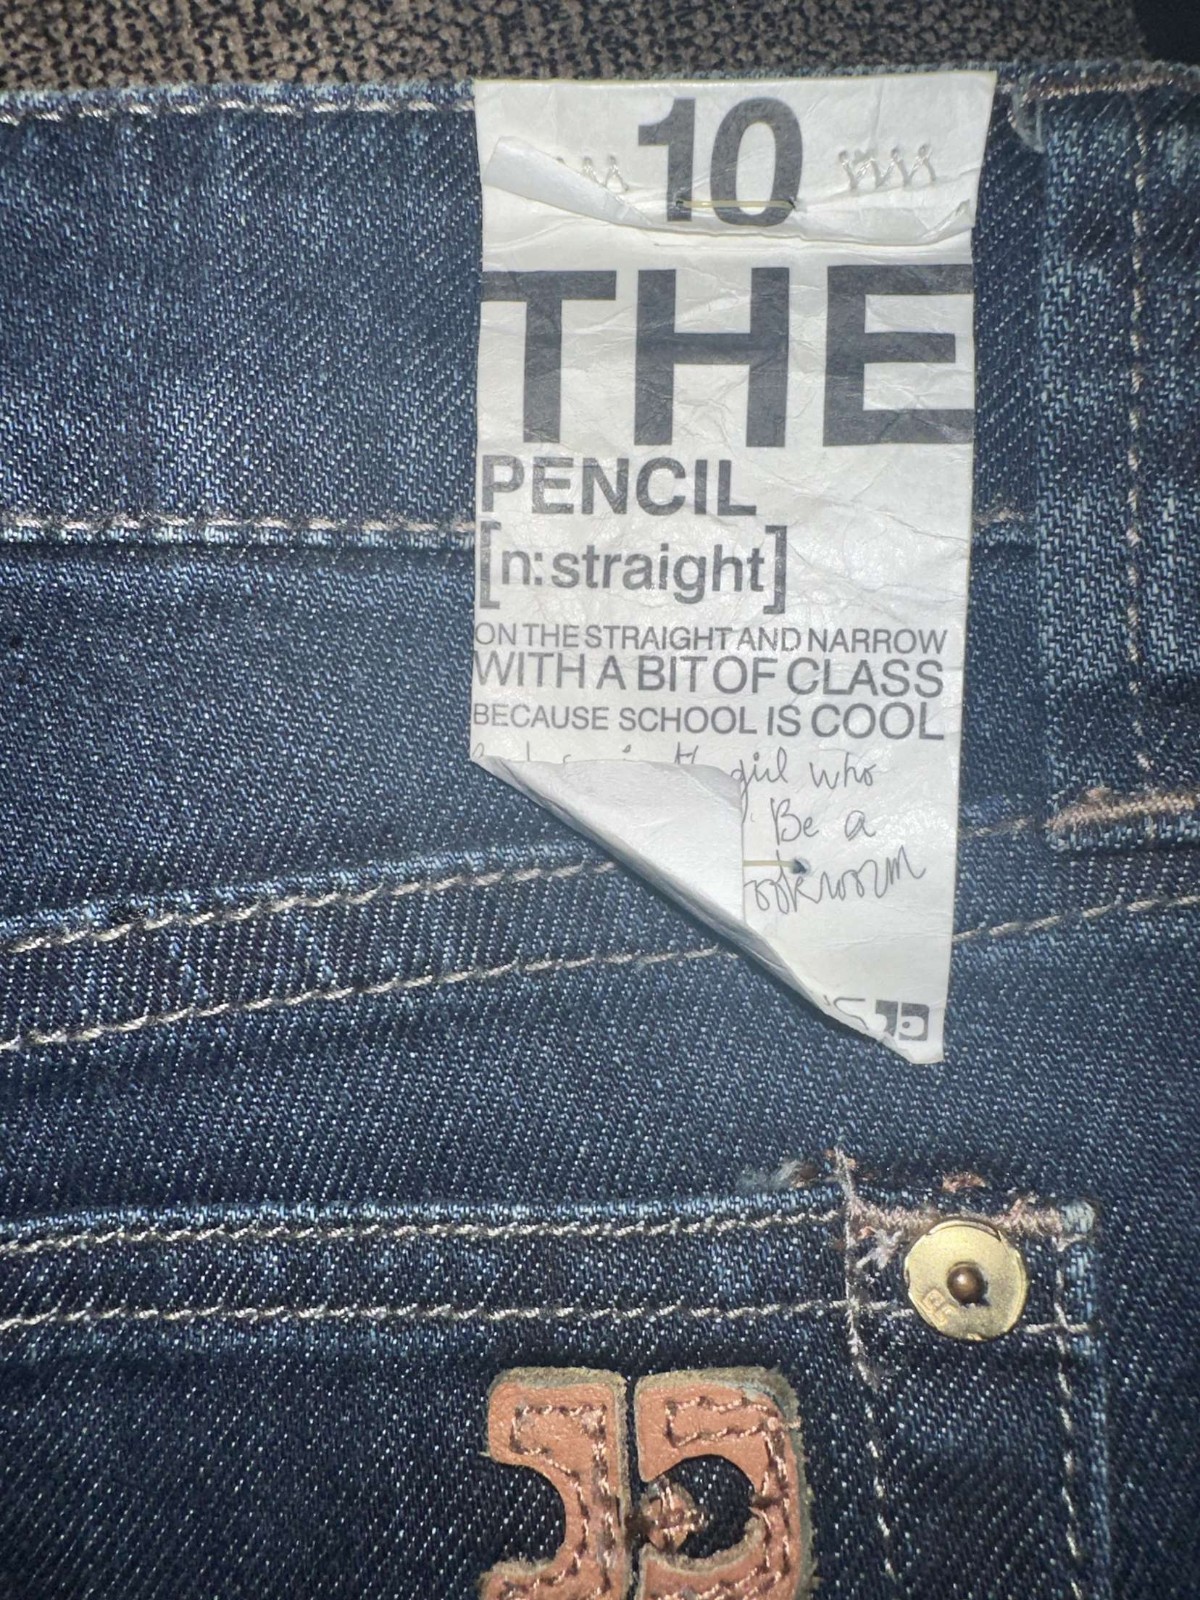 10
THE
PENCIL
[n:straight]
ON THE STRAIGHT AND NARROW
WITH A BIT OF CLASS
BECAUSE SCHOOL IS COOL
girl who
Be a